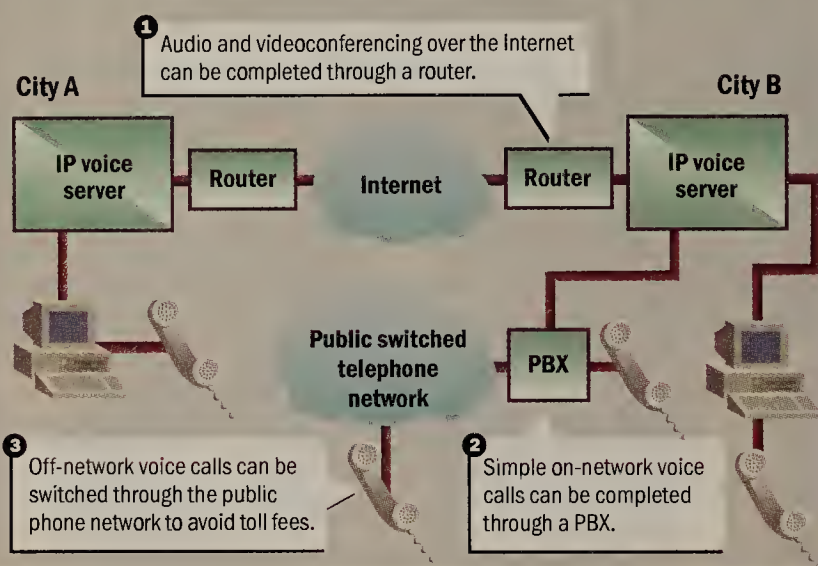 1
Audio and videoconferencing over the Internet
can be completed through a router.
City A
City B
IP voice
server
Router
Internet
Router
IP voice
server
Public switched
telephone
network
PBX
3
Off-network voice calls can be
switched through the public
phone network to avoid toll fees.
2
Simple on-network voice
calls can be completed
through a PBX.